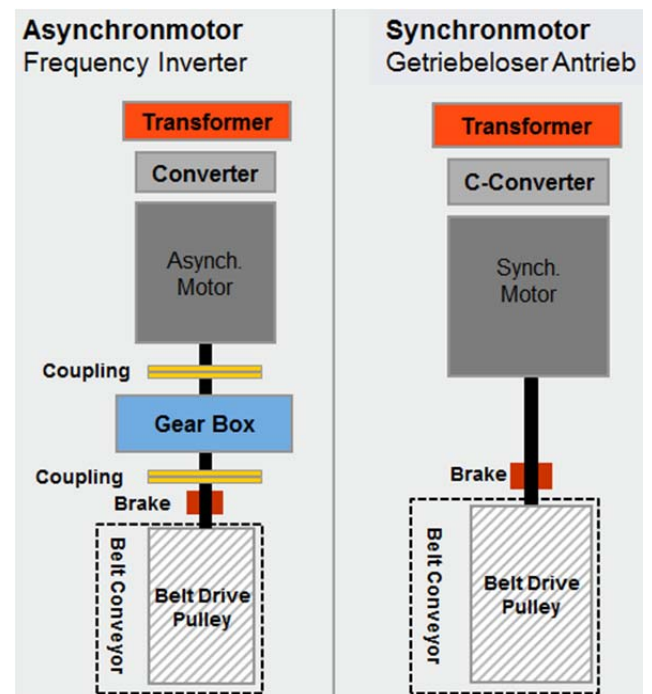 Asynchronmotor
Frequency Inverter
Transformer
Converter
Asynch.
Motor
Coupling
Gear Box
Coupling
Brake
Belt Conveyor
Belt Drive
Pulley
Synchronmotor
Getriebeloser Antrieb
Transformer
C-Converter
Synch.
Motor
Brake
Belt Conveyor
Belt Drive
Pulley